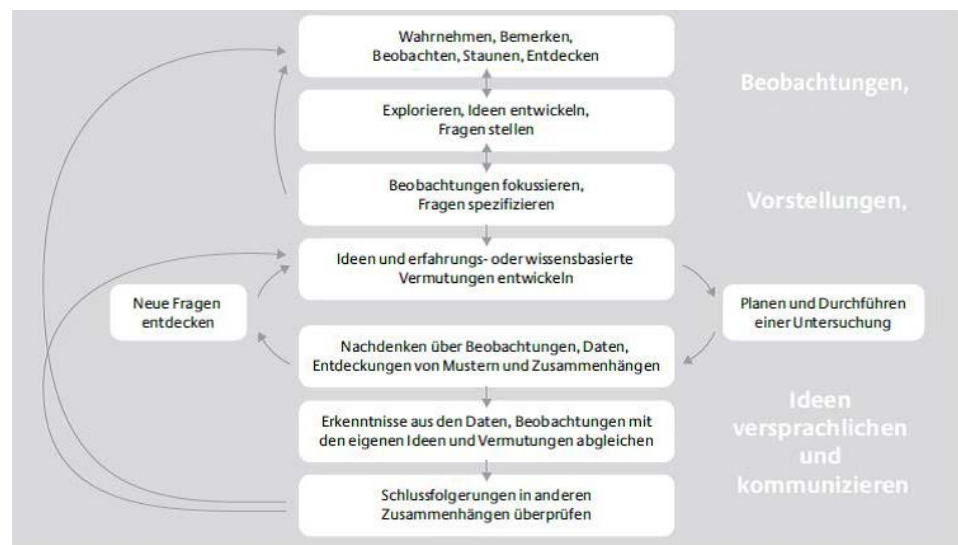 Wahrnehmen, Bemerken,
Beobachten, Staunen, Entdecken
Beobachtungen,
Explorieren, Ideen entwickeln,
Fragen stellen
Beobachtungen fokussieren,
Fragen spezifizieren
Vorstellungen,
Ideen und erfahrungs- oder wissensbasierte
Vermutungen entwickeln
Neue Fragen
entdecken
Planen und Durchführen
einer Untersuchung
Nachdenken über Beobachtungen, Daten,
Entdeckungen von Mustern und Zusammenhängen
Erkenntnisse aus den Daten, Beobachtungen mit
den eigenen Ideen und Vermutungen abgleichen
Ideen
versprachlichen
und
kommunizieren
Schlussfolgerungen in anderen
Zusammenhängen überprüfen